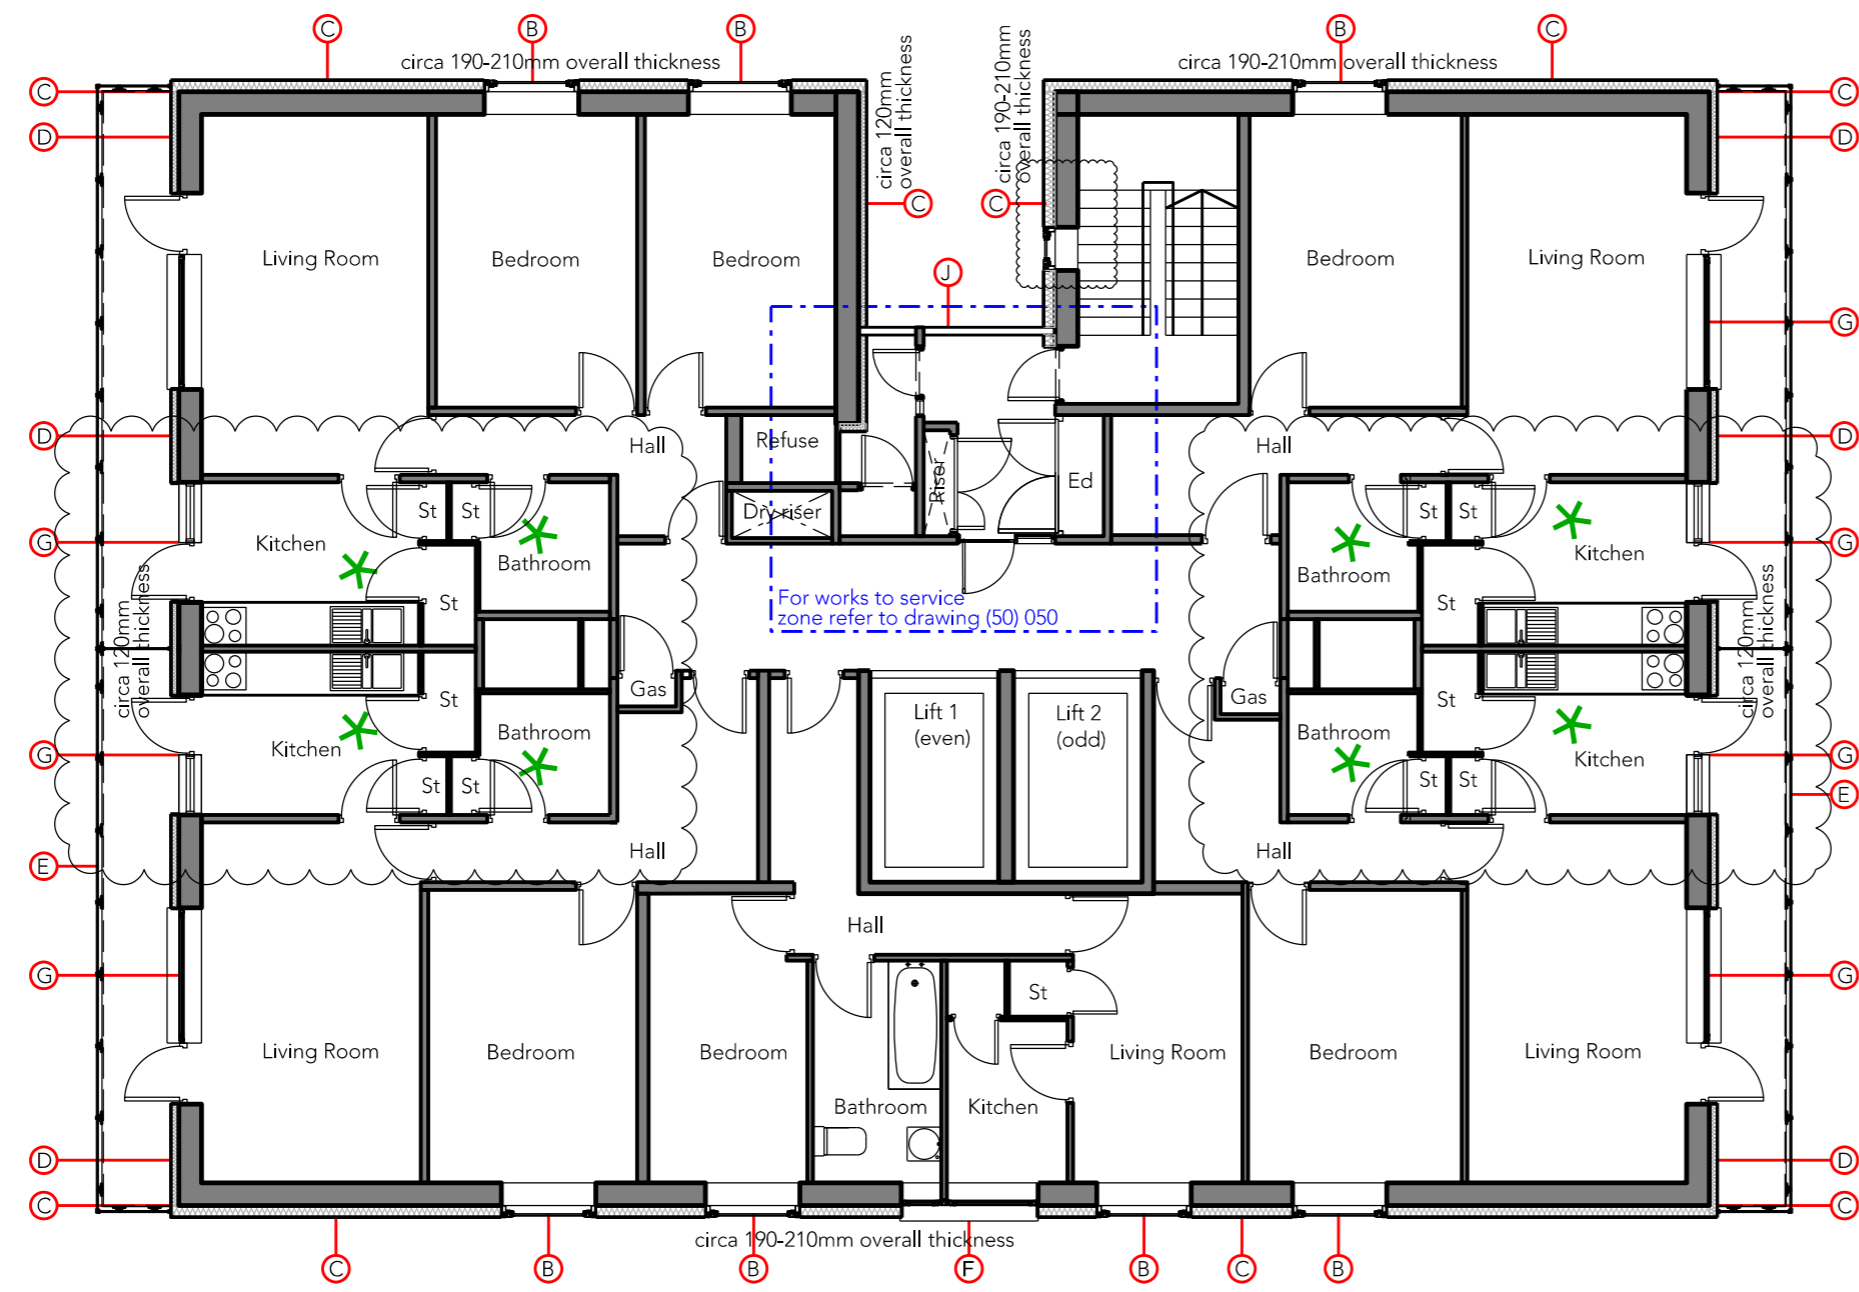 C
B
B
B
C
circa 190-210mm overall thickness
circa 190-210mm overall thickness
C
C
D
D
circa 120mm
overall thickness
circa 190-210mm
overall thickness
C
C
Living Room
Bedroom
Bedroom
Bedroom
Living Room
J
G
D
D
Hall
Refuse
Hall
Riser
Ed
St
St
Dry riser
St
St
G
Kitchen
Bathroom
Bathroom
Kitchen
G
circa 120mm
overall thickness
St
For works to service
zone refer to drawing (50) 050
St
circa 120mm
overall thickness
Gas
Gas
St
St
Lift 1
(even)
Lift 2
(odd)
Kitchen
Bathroom
Bathroom
Kitchen
G
G
St
St
St
St
E
Hall
Hall
E
Hall
G
G
St
Living Room
Bedroom
Bedroom
Living Room
Bedroom
Living Room
Bathroom
Kitchen
D
D
C
C
circa 190-210mm overall thickness
C
B
B
F
B
C
B